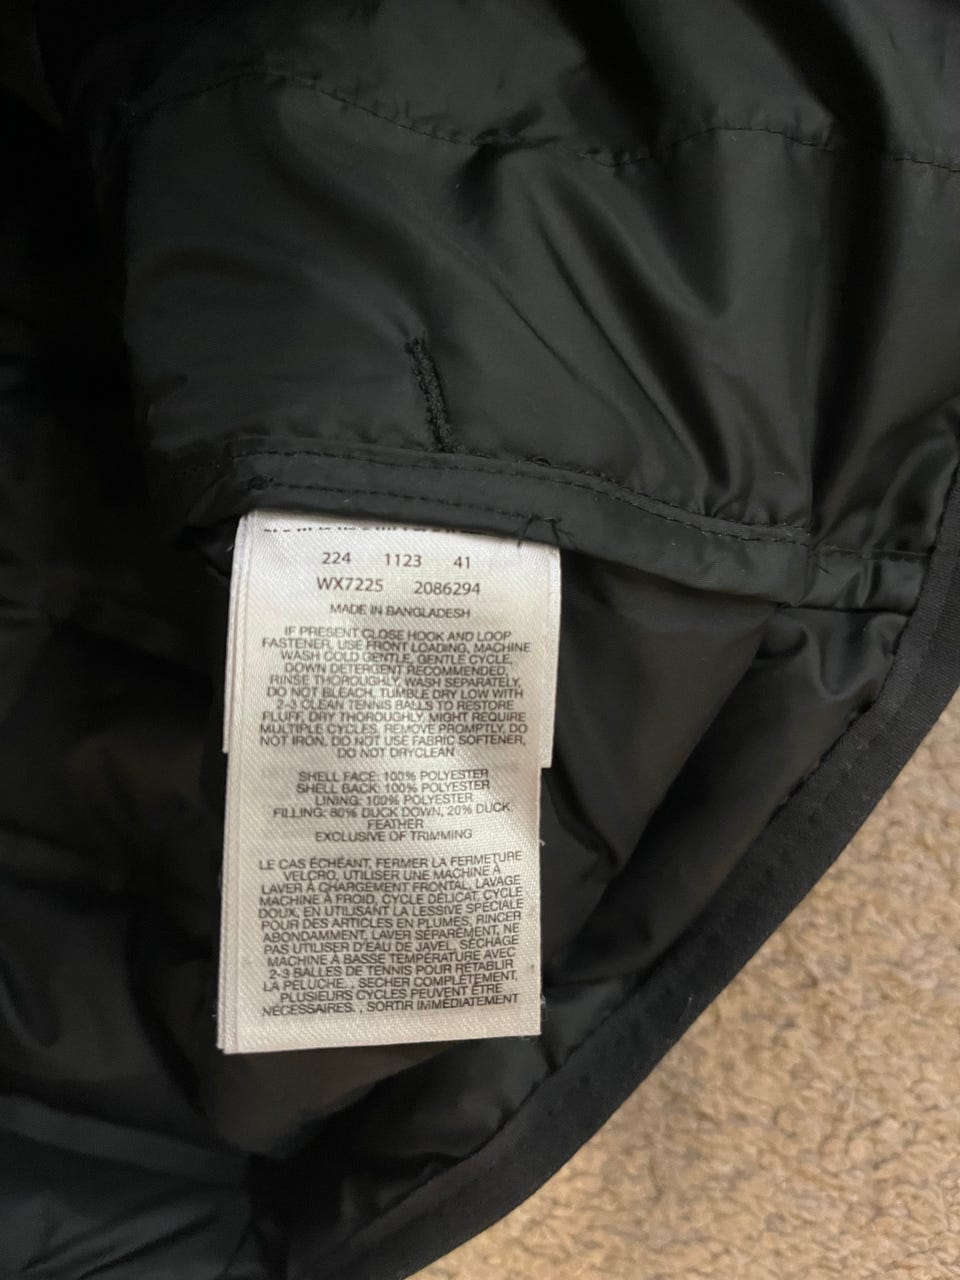 224 1123 41
WX7225 2086294
MADE IN BANGLADESH
IF PRESENT CLOSE HOOK AND LOOP
FASTENER, USE FRONT LOADING, MACHINE
WASH COLD GENTLE, GENTLE CYCLE,
DOWN DETERGENT RECOMMENDED,
RINSE THOROUGHLY, WASH SEPARATELY,
DO NOT BLEACH, TUMBLE DRY LOW WITH
2-3 CLEAN TENNIS BALLS TO RESTORE
FLUFF, DRY THOROUGHLY, MIGHT REQUIRE
MULTIPLE CYCLES, REMOVE PROMPTLY, DO
NOT IRON, DO NOT USE FABRIC SOFTENER,
DO NOT DRYCLEAN
SHELL FACE: 100% POLYESTER
SHELL BACK: 100% POLYESTER
LINING: 100% POLYESTER
FILLING: 80% DUCK DOWN, 20% DUCK
FEATHER
EXCLUSIVE OF TRIMMING
LE CAS ÉCHÉANT, FERMER LA FERMETURE
VELCRO, UTILISER UNE MACHINE À
LAVER À CHARGEMENT FRONTAL, LAVAGE
MACHINE À FROID, CYCLE DÉLICAT, CYCLE
DOUX, EN UTILISANT LA LESSIVE SPÉCIALE
POUR DES ARTICLES EN PLUMES, RINCER
ABONDAMMENT, LAVER SÉPARÉMENT, NE
PAS UTILISER D'EAU DE JAVEL, SÉCHAGE
MACHINE À BASSE TEMPÉRATURE AVEC
2-3 BALLES DE TENNIS POUR RÉTABLIR
LA PELUCHE. , SECHER COMPLÈTEMENT,
PLUSIEURS CYCLES PEUVENT ÊTRE
NÉCESSAIRES. , SORTIR IMMÉDIATEMENT